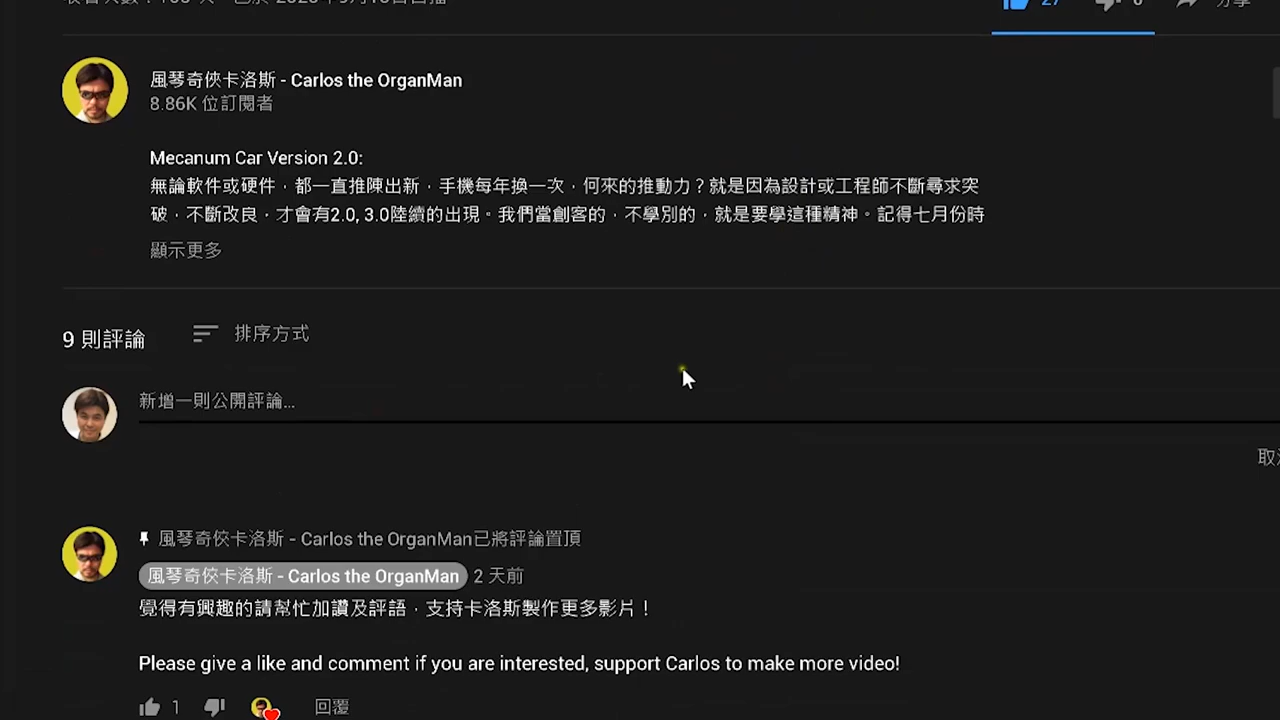 27
風琴奇俠卡洛斯 - Carlos the OrganMan
8.86K 位訂閱者
Mecanum Car Version 2.0:
無論軟件或硬件，都一直推陳出新，手機每年換一次，何來的推動力？就是因為設計或工程師不斷尋求突
破，不斷改良，才會有2.0, 3.0陸續的出現。我們當創客的，不學別的，就是要學這種精神。記得七月份時
顯示更多
9 則評論 排序方式
新增一則公開評論...
風琴奇俠卡洛斯 - Carlos the OrganMan已將評論置頂
風琴奇俠卡洛斯 - Carlos the OrganMan 2 天前
覺得有興趣的請幫忙加讚及評語，支持卡洛斯製作更多影片！
Please give a like and comment if you are interested, support Carlos to make more video!
1 回覆